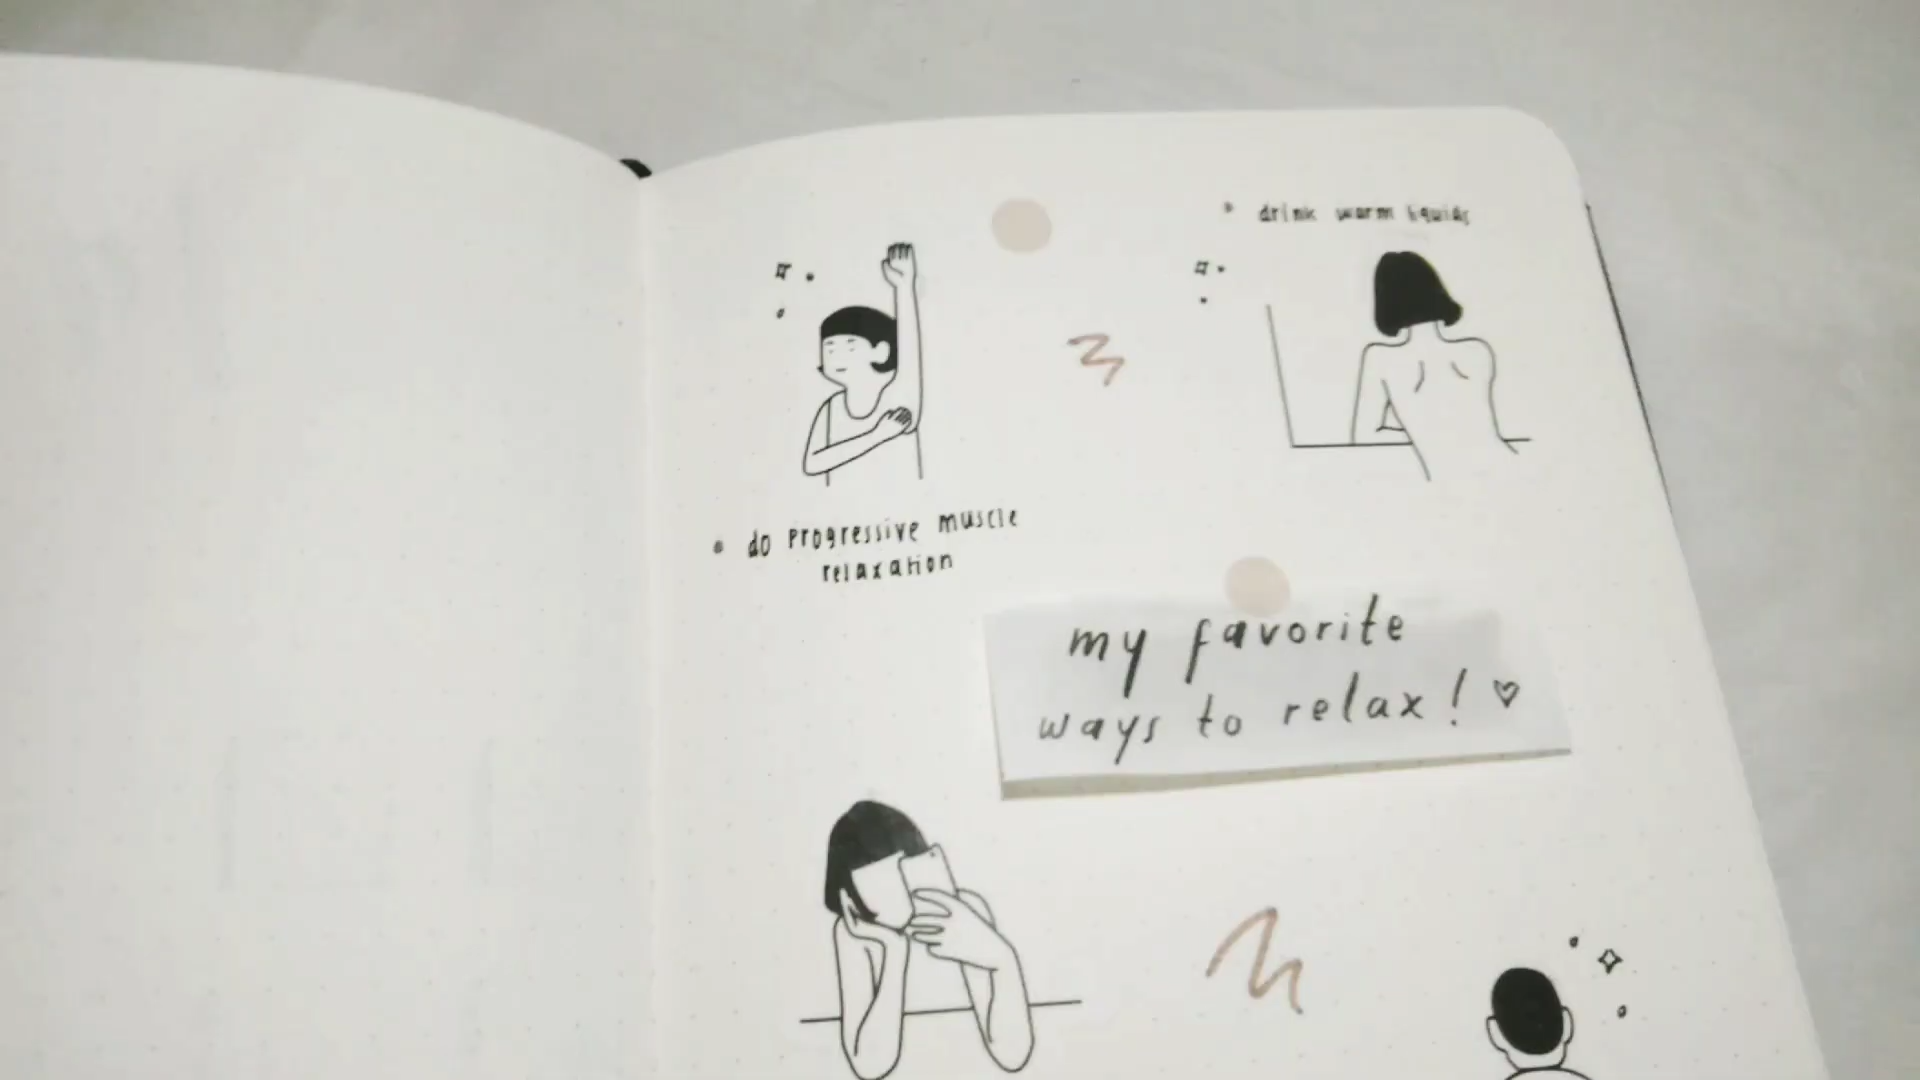 • drink warm liquids
• do progressive muscle
relaxation
my favorite
ways to relax! ♡